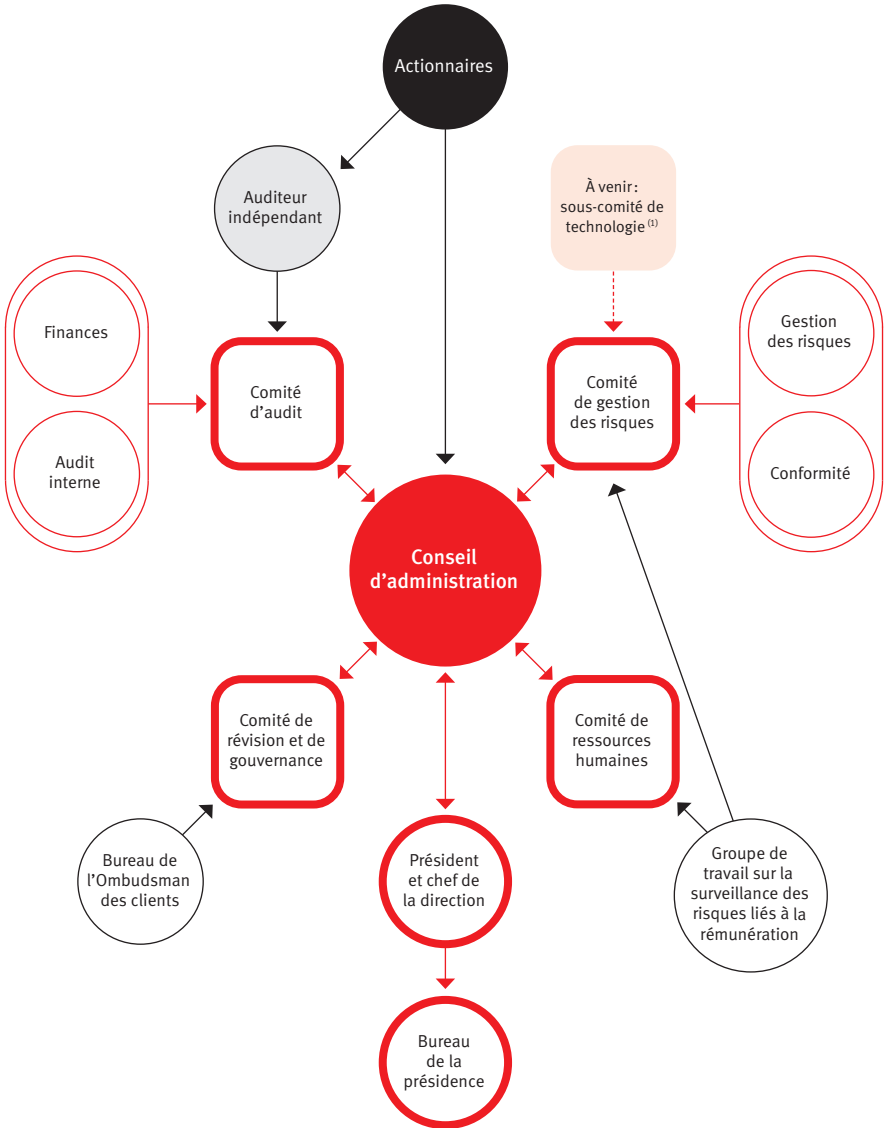 Actionnaires
Auditeur
indépendant
À venir :
sous-comité de
technologie (1)
Finances
Audit
interne
Comité
d’audit
Comité
de gestion
des risques
Gestion
des risques
Conformité
Conseil
d’administration
Comité de
révision et de
gouvernance
Comité de
ressources
humaines
Bureau de
l’Ombudsman
des clients
Président
et chef de
la direction
Groupe de
travail sur la
surveillance des
risques liés à la
rémunération
Bureau
de la
présidence